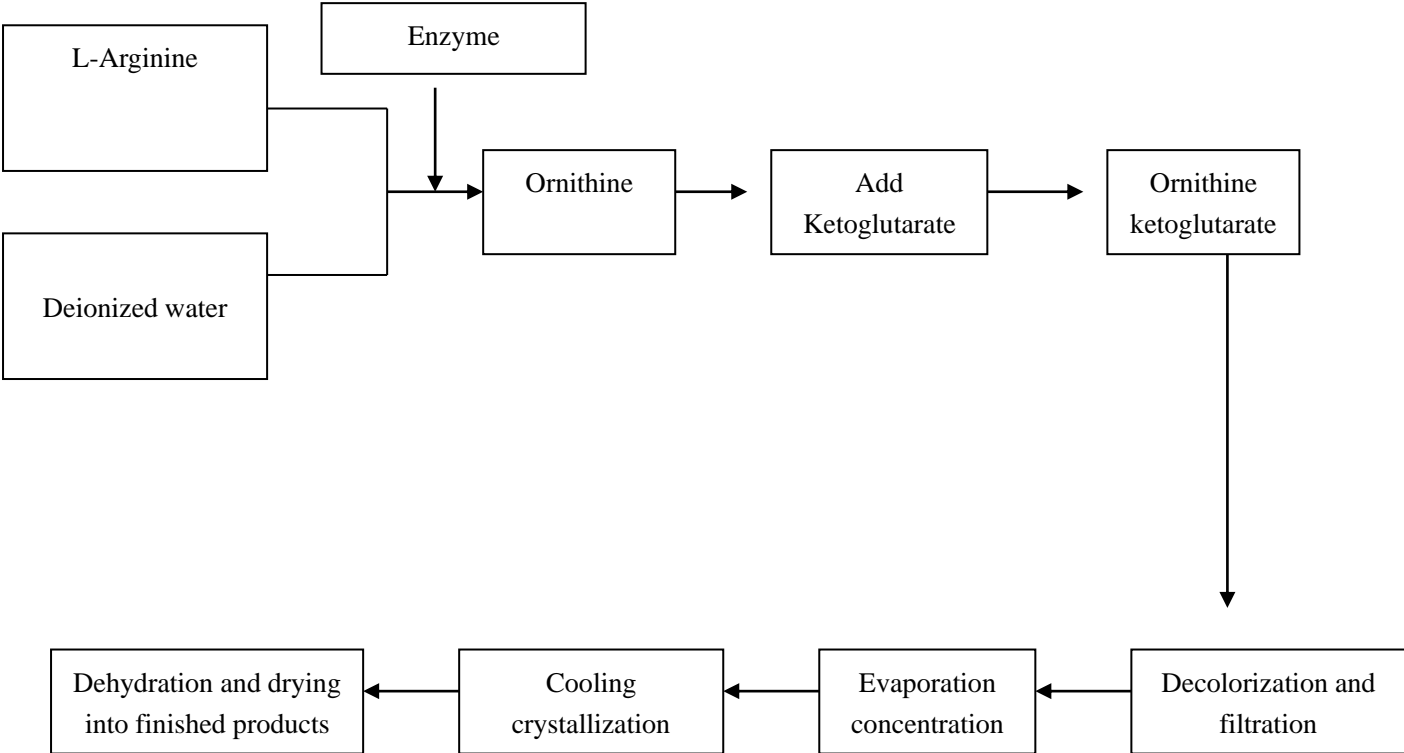 L-Arginine
Enzyme
Deionized water
Ornithine
Add
Ketoglutarate
Ornithine
ketoglutarate
Decolorization and
filtration
Evaporation
concentration
Cooling
crystallization
Dehydration and drying
into finished products